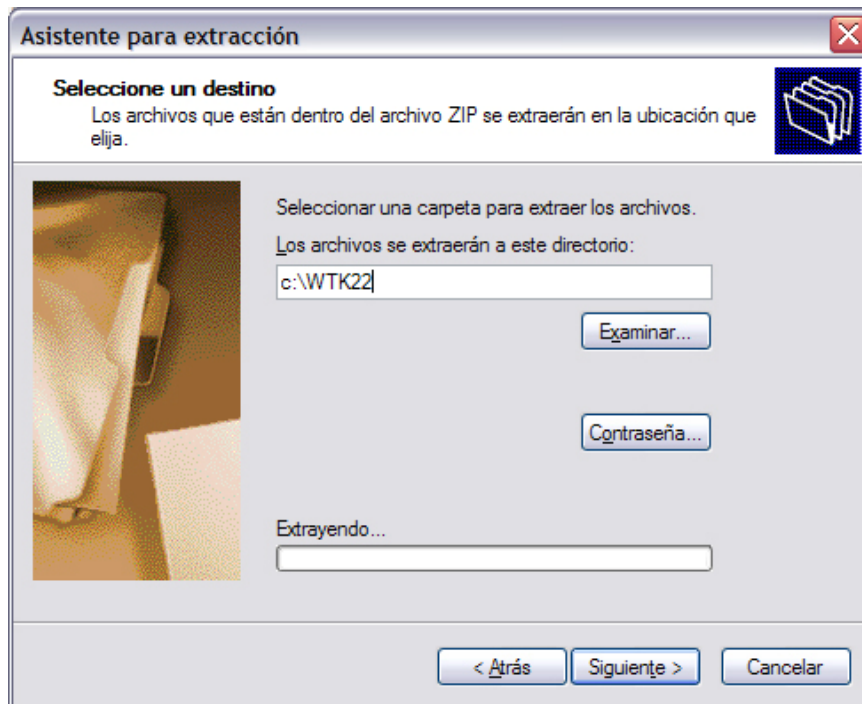 Asistente para extracción
Seleccione un destino
Los archivos que están dentro del archivo ZIP se extraerán en la ubicación que
elija.
Seleccionar una carpeta para extraer los archivos.
Los archivos se extraerán a este directorio:
c:\WTK22
Examinar...
Contraseña...
Extrayendo...
< Atrás
Siguiente >
Cancelar